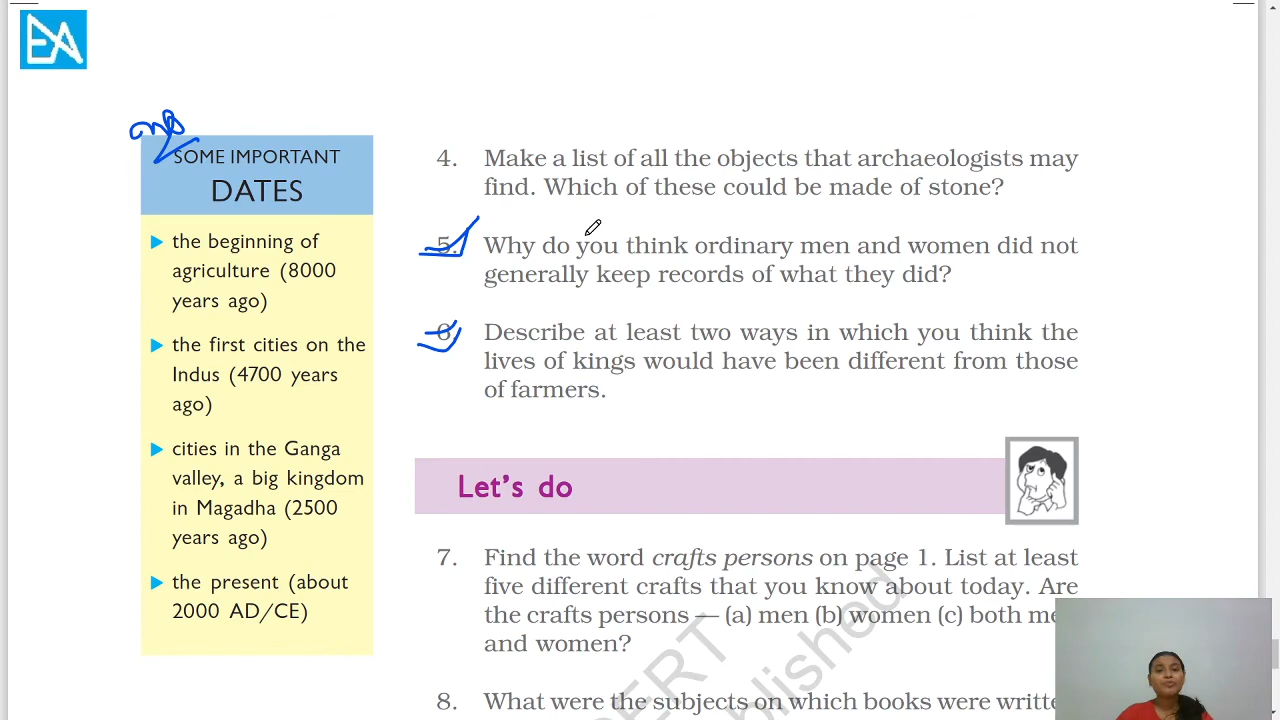 EA
SOME IMPORTANT
DATES
the beginning of
agriculture (8000
years ago)
the first cities on the
Indus (4700 years
ago)
cities in the Ganga
valley, a big kingdom
in Magadha (2500
years ago)
the present (about
2000 AD/CE)
4. Make a list of all the objects that archaeologists may
find. Which of these could be made of stone?
5. Why do you think ordinary men and women did not
generally keep records of what they did?
6. Describe at least two ways in which you think the
lives of kings would have been different from those
of farmers.
Let's do
7. Find the word crafts persons on page 1. List at least
five different crafts that you know about today. Are
the crafts persons — (a) men (b) women (c) both me
and women?
8. What were the subjects on which books were writte